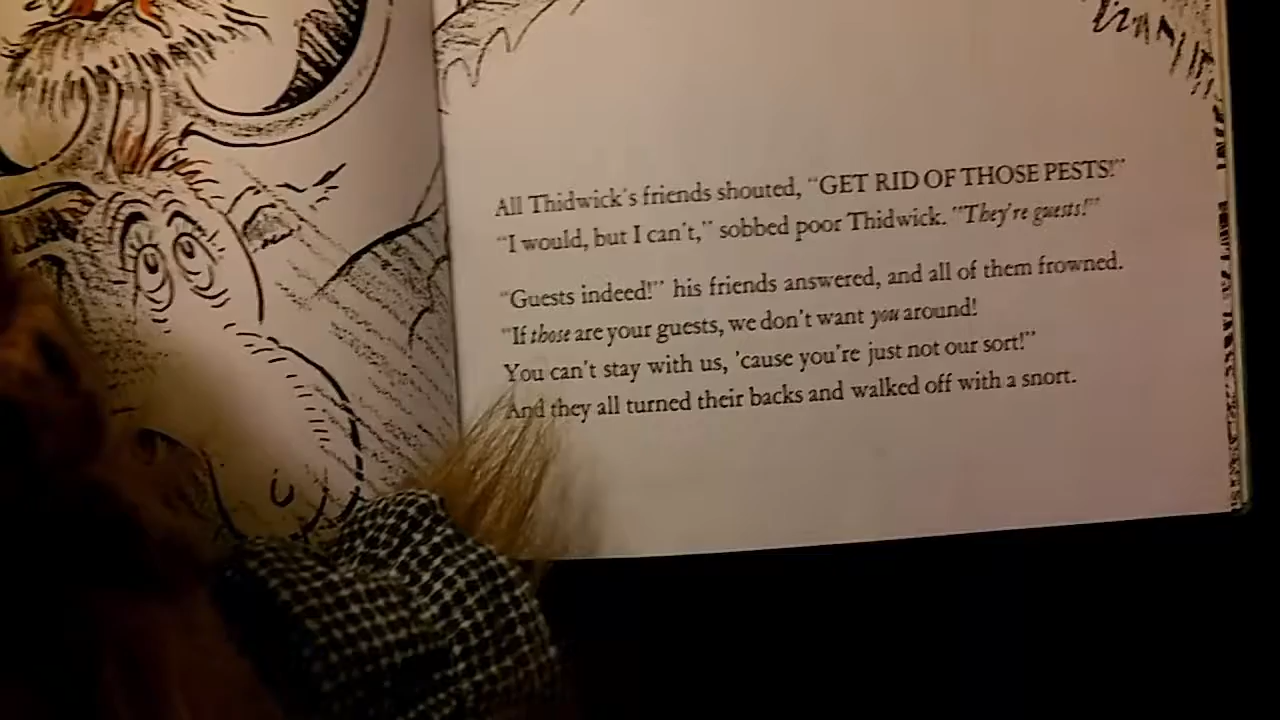 All Thidwick's friends shouted, "GET RID OF THOSE PESTS!"
"I would, but I can't," sobbed poor Thidwick. "They're guests!"
"Guests indeed!" his friends answered, and all of them frowned.
"If those are your guests, we don't want you around!
You can't stay with us, 'cause you're just not our sort!"
And they all turned their backs and walked off with a snort.